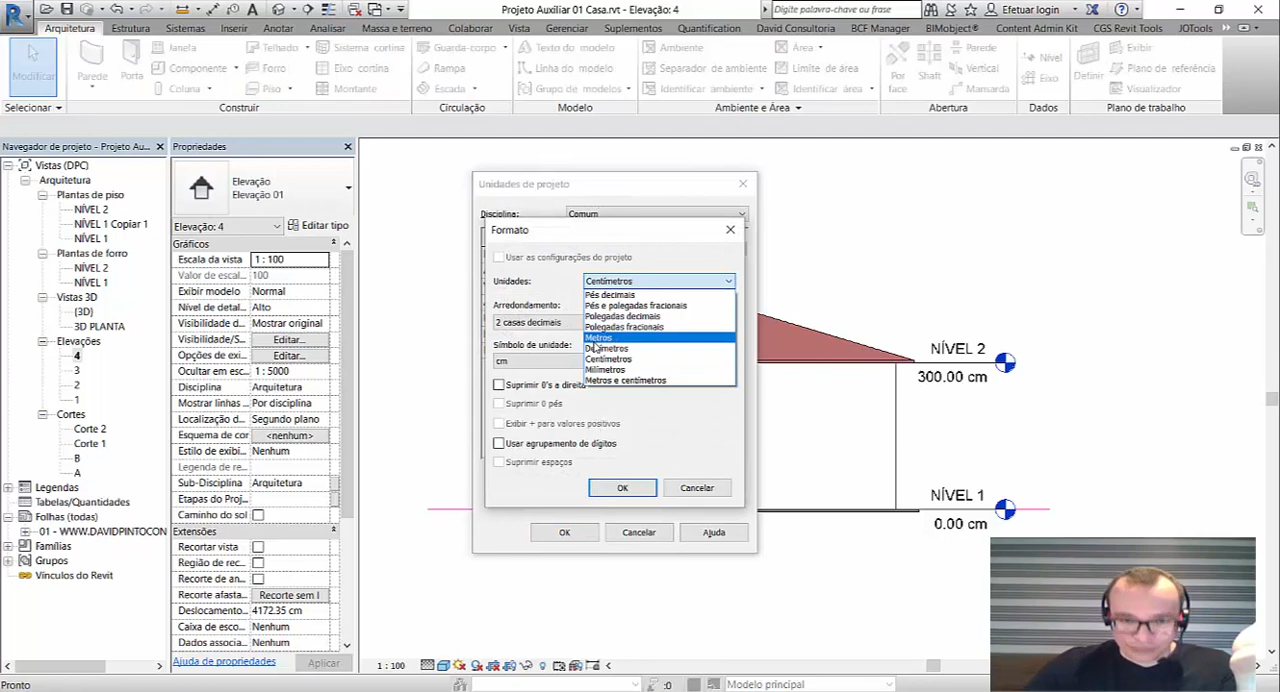 Projeto Auxiliar 01 Casa.rvt - Elevação: 4
Digite palavra-chave ou frase
Efetuar login
Arquitetura Estrutura Sistemas Inserir Anotar Analisar Massa e terreno Colaborar Vista Gerenciar Suplementos Quantification David Consultoria BCF Manager BIMobject® Content Admin Kit CGS Revit Tools JOTools
Modificar
Parede
Porta
Janela
Componente
Coluna
Telhado
Forro
Piso
Sistema cortina
Eixo cortina
Montante
Guarda-corpo
Rampa
Escada
Texto do modelo
Linha do modelo
Grupo de modelos
Ambiente
Separador de ambiente
Identificar ambiente
Área
Limite de área
Identificar área
Por face
Shaft
Parede
Vertical
Mansarda
Nível
Eixo
Definir
Exibir
Plano de referência
Visualizador
Selecionar
Construir
Circulação
Modelo
Ambiente e Área
Abertura
Dados
Plano de trabalho
Navegador de projeto - Projeto Au...
Vistas (DPC)
Arquitetura
Plantas de piso
NÍVEL 2
NÍVEL 1 Copiar 1
NÍVEL 1
Plantas de forro
NÍVEL 2
NÍVEL 1
Vistas 3D
{3D}
3D PLANTA
Elevações
4
3
2
1
Cortes
Corte 2
Corte 1
B
A
Legendas
Tabelas/Quantidades
Folhas (todas)
01 - WWW.DAVIDPINTOCON
Famílias
Grupos
Vínculos do Revit
Propriedades
Elevação
Elevação 01
Elevação: 4
Editar tipo
Gráficos
Escala da vista 1 : 100
Valor de escal... 100
Exibir modelo Normal
Nível de detal... Alto
Visibilidade d... Mostrar original
Visibilidade/S... Editar...
Opções de exi... Editar...
Ocultar em esc... 1 : 5000
Disciplina Arquitetura
Mostrar linhas ... Por disciplina
Localização d... Segundo plano
Esquema de cor <nenhum>
Estilo de exibi... Nenhum
Legenda de re...
Sub-Disciplina Arquitetura
Etapas do Proj...
Caminho do sol
Extensões
Recortar vista
Região de rec...
Recorte de an...
Recorte afasta... Recorte sem l
Deslocamento... 4172.35 cm
Caixa de esco... Nenhum
Dados associa... Nenhum
Ajuda de propriedades
Aplicar
Unidades de projeto
Disciplina: Comum
Formato
Usar as configurações do projeto
Unidades: Centímetros
Pés decimais
Pés e polegadas fracionais
Polegadas decimais
Polegadas fracionais
Metros
Decímetros
Centímetros
Milímetros
Metros e centímetros
Arredondamento:
2 casas decimais
Símbolo de unidade:
cm
Suprimir 0's a direita
Suprimir 0 pés
Exibir + para valores positivos
Usar agrupamento de dígitos
Suprimir espaços
OK Cancelar
OK Cancelar Ajuda
NÍVEL 2
300.00 cm
NÍVEL 1
0.00 cm
1 : 100
Pronto
:0
Modelo principal